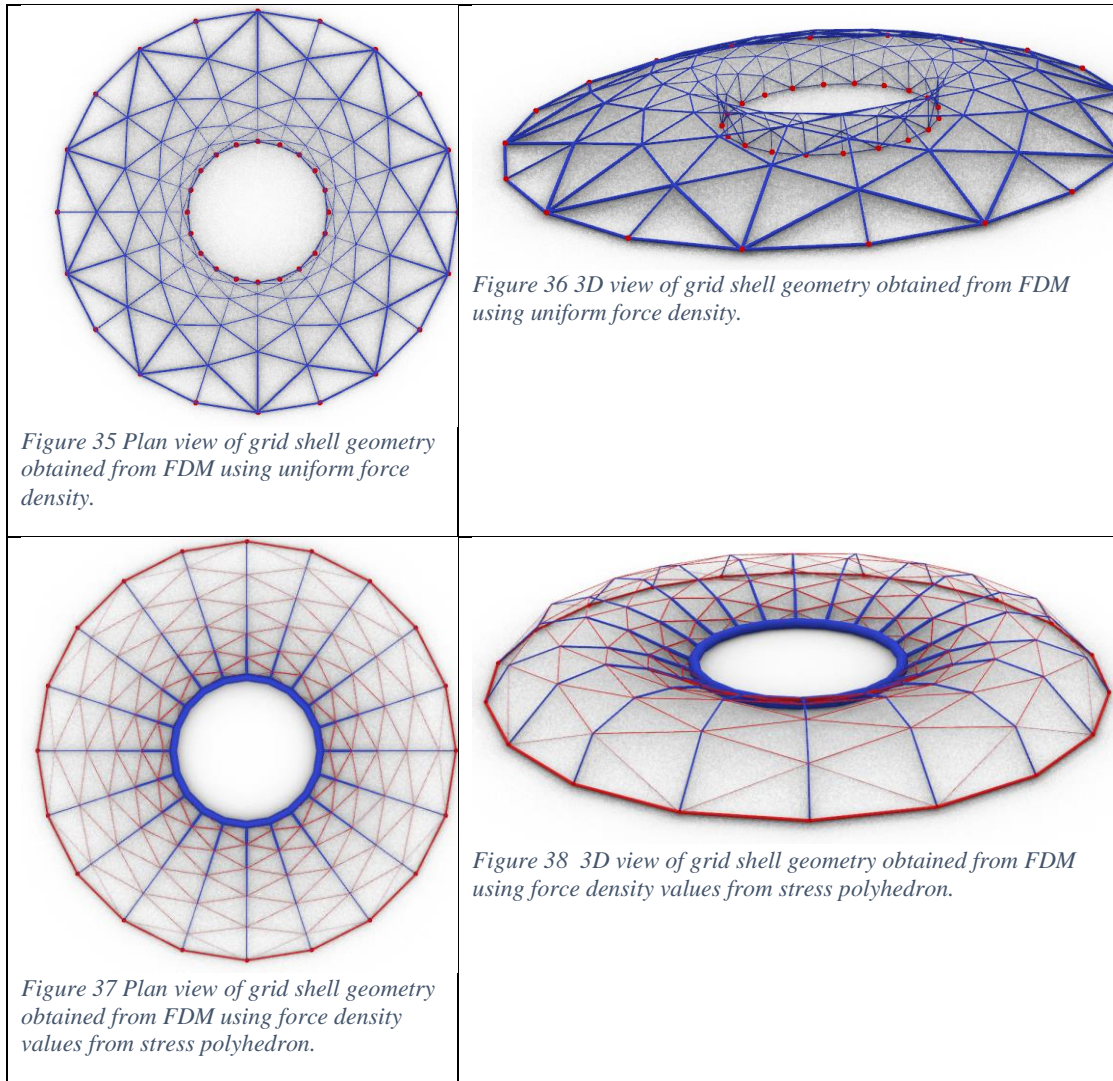 Figure 35 Plan view of grid shell geometry
obtained from FDM using uniform force
density.
Figure 36 3D view of grid shell geometry obtained from FDM
using uniform force density.
Figure 37 Plan view of grid shell geometry
obtained from FDM using force density
values from stress polyhedron.
Figure 38  3D view of grid shell geometry obtained from FDM
using force density values from stress polyhedron.